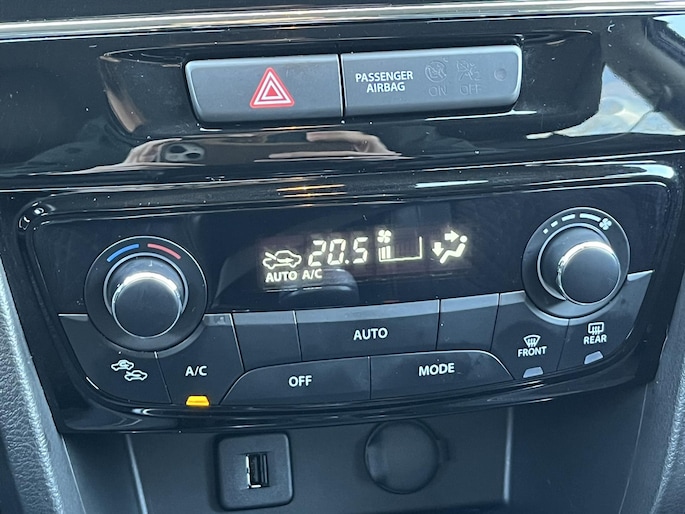 PASSENGER
AIRBAG
ON OFF
20.5
AUTO A/C
AUTO
FRONT
REAR
A/C
OFF
MODE